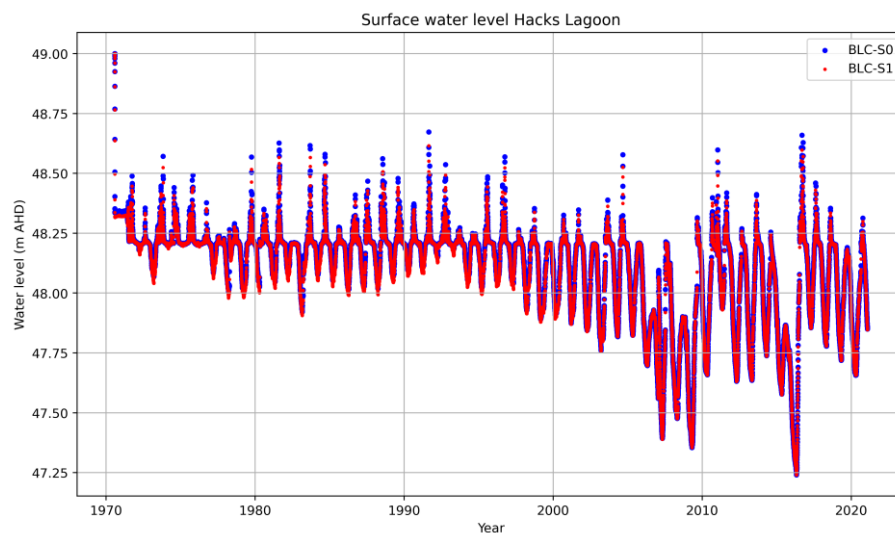 Surface water level Hacks Lagoon
BLC-S0
BLC-S1
Water level (m AHD)
49.00
48.75
48.50
48.25
48.00
47.75
47.50
47.25
1970
1980
1990
2000
2010
2020
Year